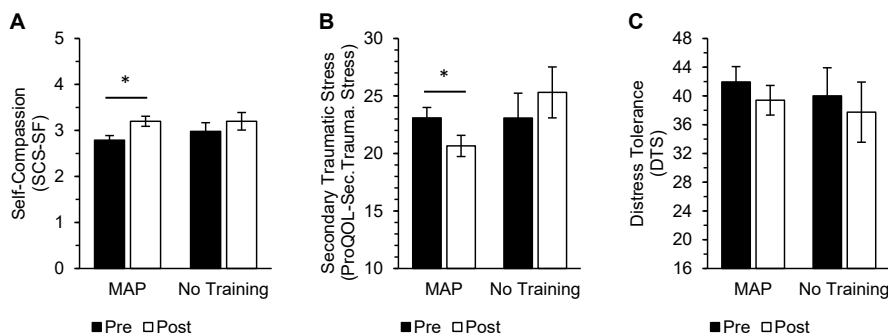 A
Self-Compassion
(SCS-SF)
6
5
4
3
2
1
0
*
MAP
No Training
Pre
Post
B
Secondary Traumatic Stress
(ProQOL-Sec.Trauma. Stress)
30
25
20
15
10
*
MAP
No Training
Pre
Post
C
Distress Tolerance
(DTS)
48
44
40
36
32
28
24
20
16
MAP
No Training
Pre
Post